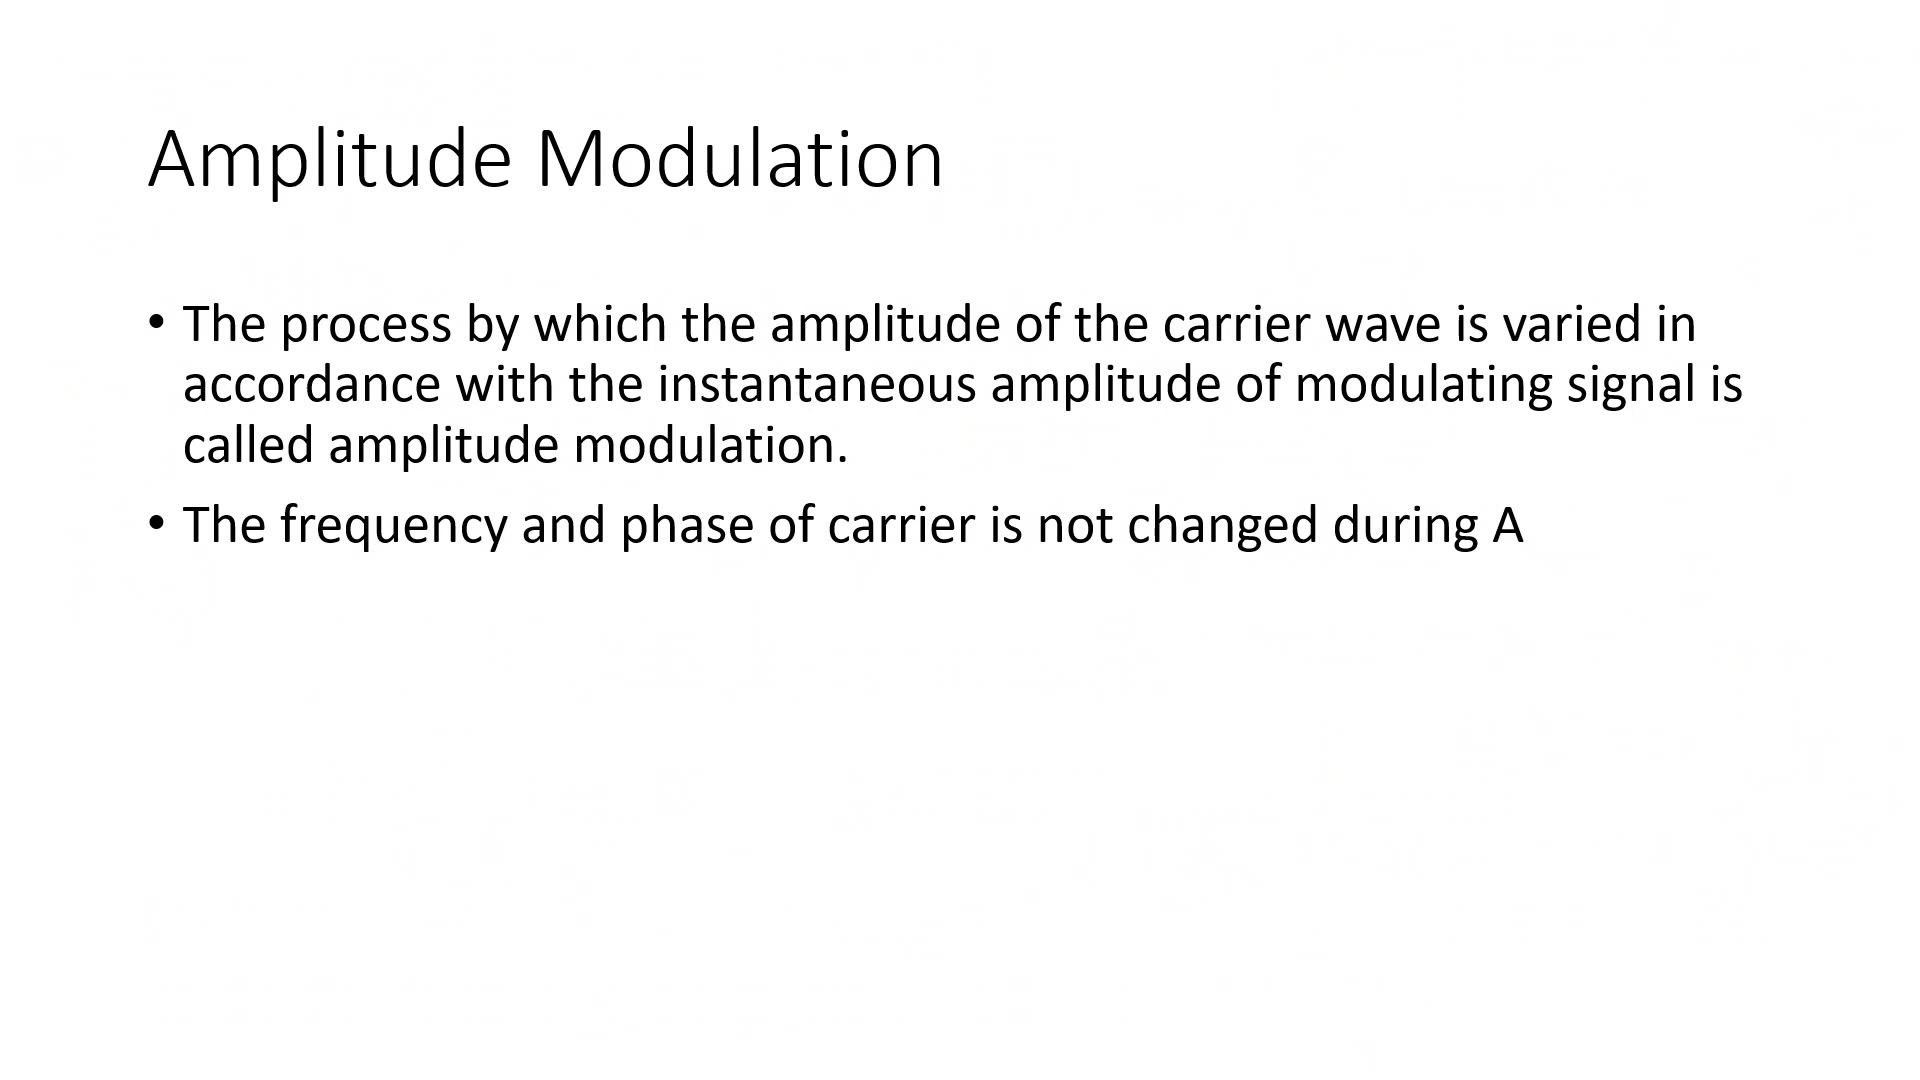 Amplitude Modulation
• The process by which the amplitude of the carrier wave is varied in
accordance with the instantaneous amplitude of modulating signal is
called amplitude modulation.
• The frequency and phase of carrier is not changed during A